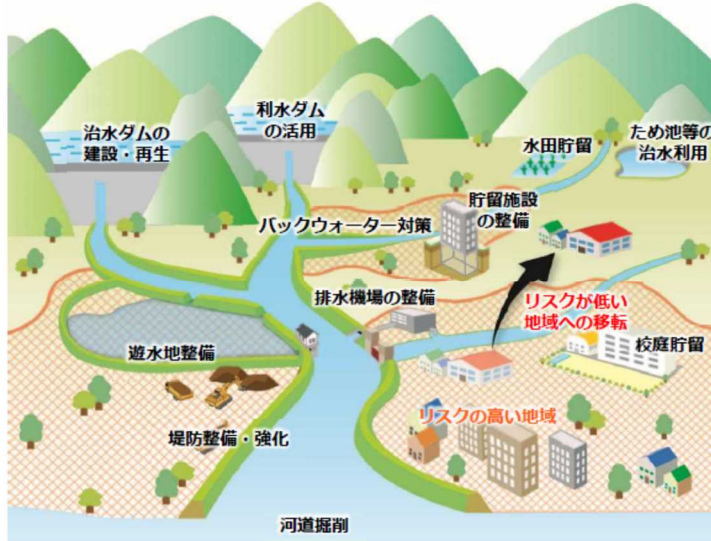 治水ダムの
建設・再生
利水ダム
の活用
水田貯留
ため池等の
治水利用
貯留施設
の整備
バックウォーター対策
排水機場の整備
リスクが低い
地域への移転
遊水地整備
校庭貯留
リスクの高い地域
堤防整備・強化
河道掘削